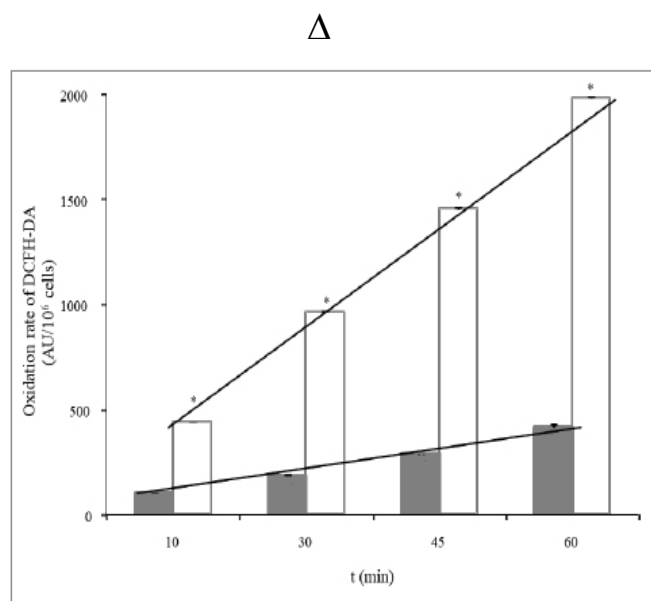 Δ
2000
1500
1000
500
0
Oxidation rate of DCFH-DA
(AU/10⁶ cells)
*
*
*
*
10 30 45 60
t (min)